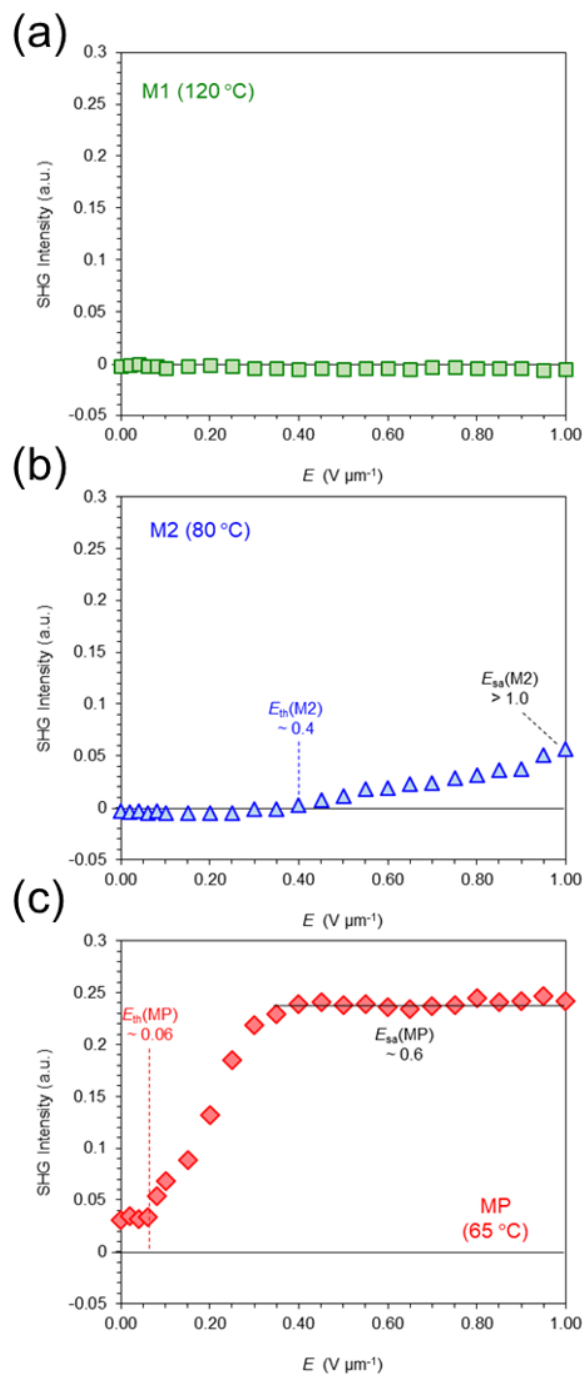 (a)
0.3
0.25
0.2
0.15
0.1
0.05
0
-0.05
SHG Intensity (a.u.)
M1 (120 °C)
0.00 0.20 0.40 0.60 0.80 1.00
E (V μm⁻¹)
(b)
0.3
0.25
0.2
0.15
0.1
0.05
0
-0.05
SHG Intensity (a.u.)
M2 (80 °C)
Eth(M2)
~ 0.4
Esa(M2)
> 1.0
0.00 0.20 0.40 0.60 0.80 1.00
E (V μm⁻¹)
(c)
0.3
0.25
0.2
0.15
0.1
0.05
0
-0.05
SHG Intensity (a.u.)
Eth(MP)
~ 0.06
Esa(MP)
~ 0.6
MP
(65 °C)
0.00 0.20 0.40 0.60 0.80 1.00
E (V μm⁻¹)